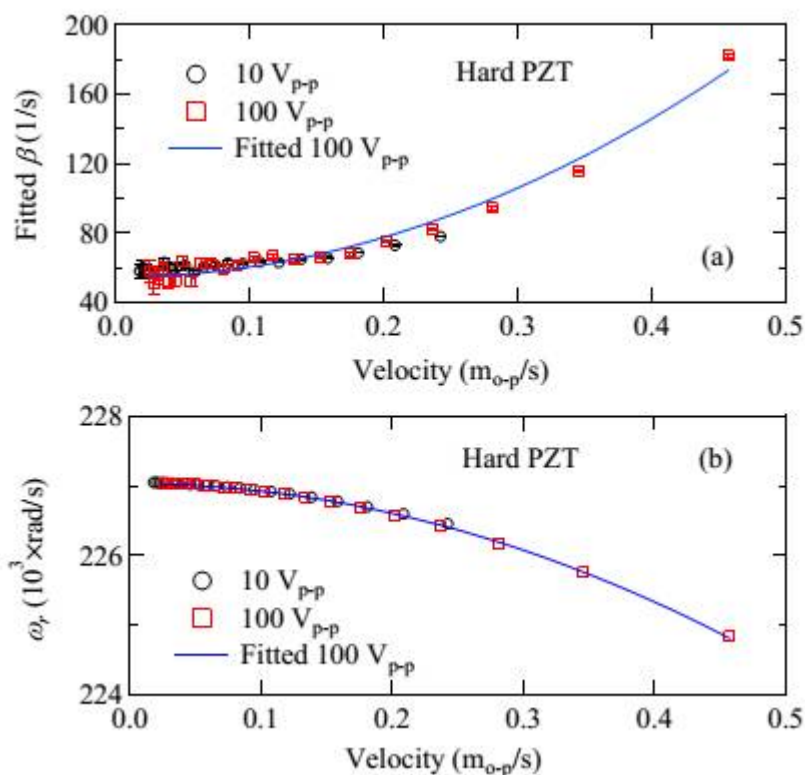 200
160
120
80
40
Fitted β (1/s)
10 Vp-p
100 Vp-p
Fitted 100 Vp-p
Hard PZT
(a)
0.0 0.1 0.2 0.3 0.4 0.5
Velocity (mo-p/s)
228
226
224
ωr (10³×rad/s)
Hard PZT
(b)
10 Vp-p
100 Vp-p
Fitted 100 Vp-p
0.0 0.1 0.2 0.3 0.4 0.5
Velocity (mo-p/s)